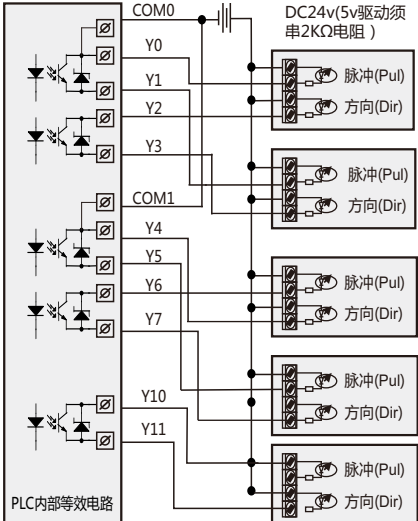 COM0
DC24v(5v驱动须
串2KΩ电阻 )
Y0
脉冲(Pul)
Y1
方向(Dir)
Y2
Y3
脉冲(Pul)
方向(Dir)
COM1
Y4
Y5
脉冲(Pul)
Y6
方向(Dir)
Y7
脉冲(Pul)
方向(Dir)
Y10
Y11
脉冲(Pul)
方向(Dir)
PLC内部等效电路